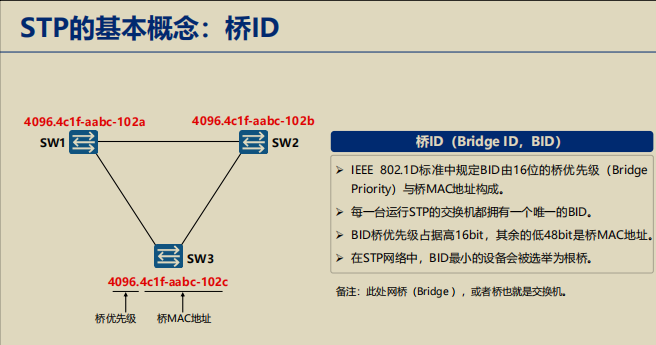 STP的基本概念：桥ID
4096.4c1f-aabc-102a
4096.4c1f-aabc-102b
SW1
SW2
SW3
4096.4c1f-aabc-102c
桥优先级
桥MAC地址
桥ID（Bridge ID，BID）
➢ IEEE 802.1D标准中规定BID由16位的桥优先级（Bridge
Priority）与桥MAC地址构成。
➢ 每一台运行STP的交换机都拥有一个唯一的BID。
➢ BID桥优先级占据高16bit，其余的低48bit是桥MAC地址。
➢ 在STP网络中，BID最小的设备会被选举为根桥。
备注：此处网桥（Bridge ），或者桥也就是交换机。